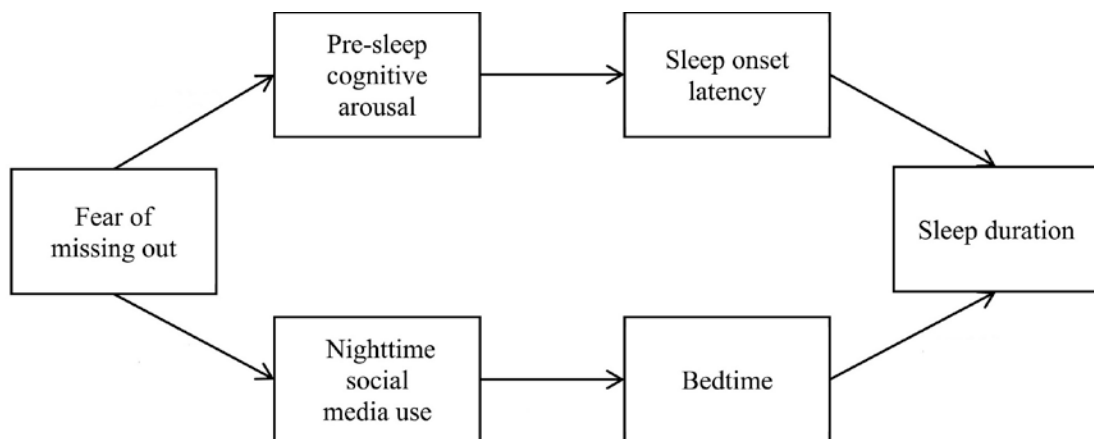 Pre-sleep
cognitive
arousal
Sleep onset
latency
Fear of
missing out
Sleep duration
Nighttime
social
media use
Bedtime